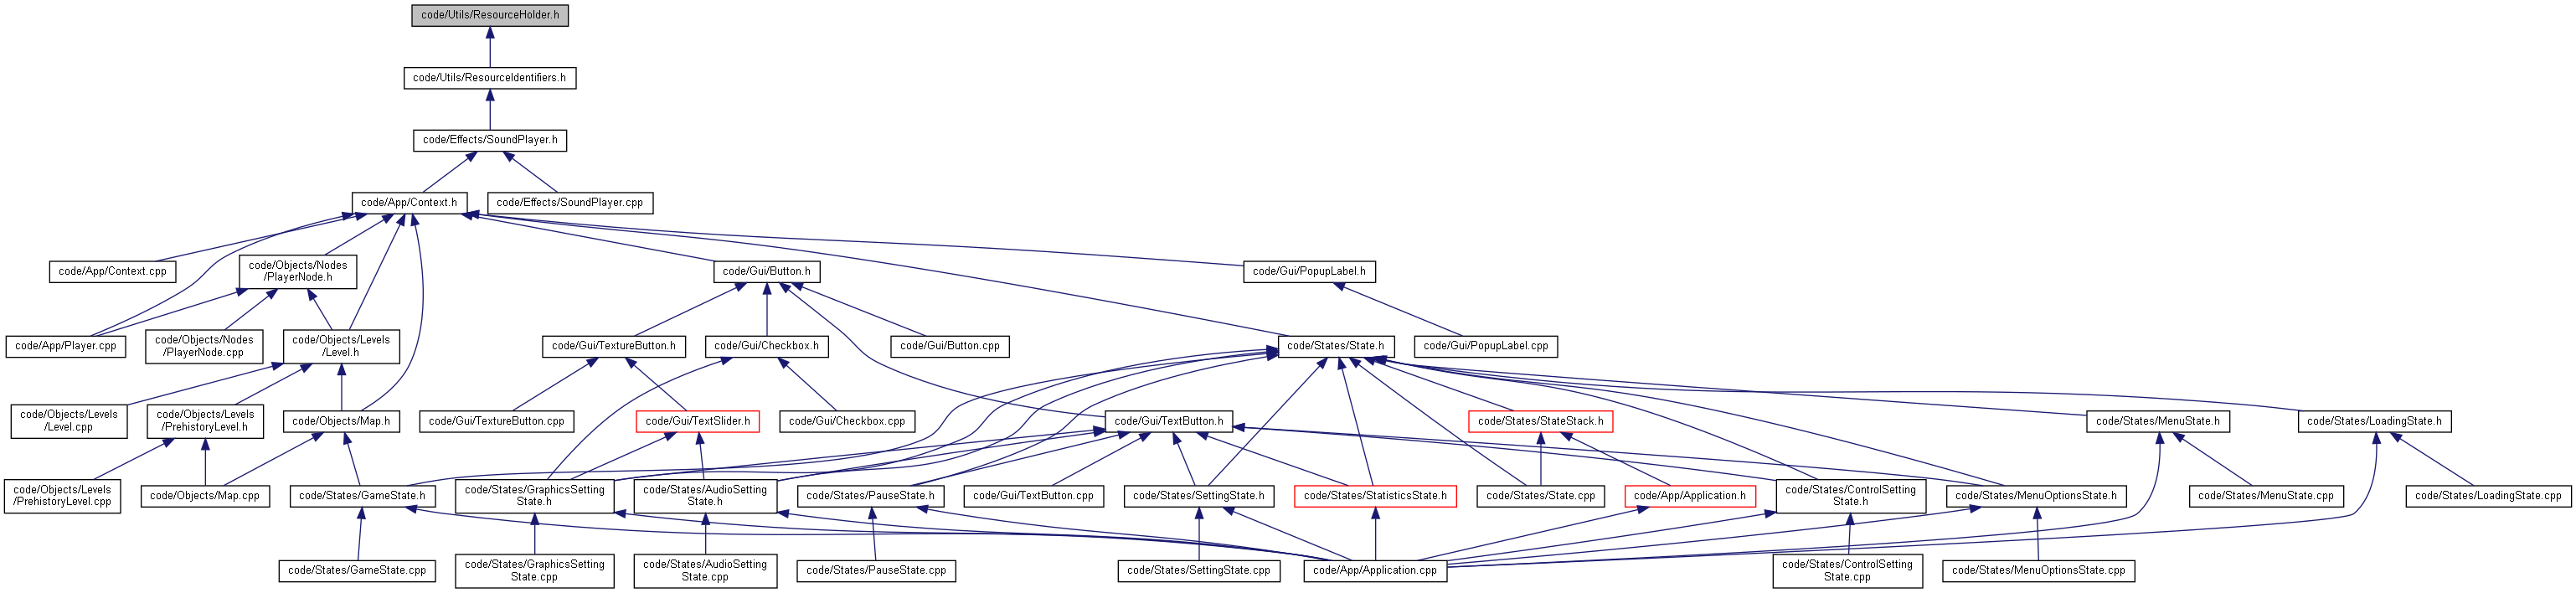 code/Utils/ResourceHolder.h
code/Utils/ResourceIdentifiers.h
code/Effects/SoundPlayer.h
code/App/Context.h
code/Effects/SoundPlayer.cpp
code/App/Context.cpp
code/Objects/Nodes
/PlayerNode.h
code/Gui/Button.h
code/Gui/PopupLabel.h
code/App/Player.cpp
code/Objects/Nodes
/PlayerNode.cpp
code/Objects/Levels
/Level.h
code/Gui/TextureButton.h
code/Gui/Checkbox.h
code/Gui/Button.cpp
code/States/State.h
code/Gui/PopupLabel.cpp
code/Objects/Levels
/Level.cpp
code/Objects/Levels
/PrehistoryLevel.h
code/Objects/Map.h
code/Gui/TextureButton.cpp
code/Gui/TextSlider.h
code/Gui/Checkbox.cpp
code/Gui/TextButton.h
code/States/StateStack.h
code/States/MenuState.h
code/States/LoadingState.h
code/Objects/Levels
/PrehistoryLevel.cpp
code/Objects/Map.cpp
code/States/GameState.h
code/States/GraphicsSetting
State.h
code/States/AudioSetting
State.h
code/States/PauseState.h
code/Gui/TextButton.cpp
code/States/SettingState.h
code/States/StatisticsState.h
code/States/State.cpp
code/App/Application.h
code/States/ControlSetting
State.h
code/States/MenuOptionsState.h
code/States/MenuState.cpp
code/States/LoadingState.cpp
code/States/GameState.cpp
code/States/GraphicsSetting
State.cpp
code/States/AudioSetting
State.cpp
code/States/PauseState.cpp
code/States/SettingState.cpp
code/App/Application.cpp
code/States/ControlSetting
State.cpp
code/States/MenuOptionsState.cpp